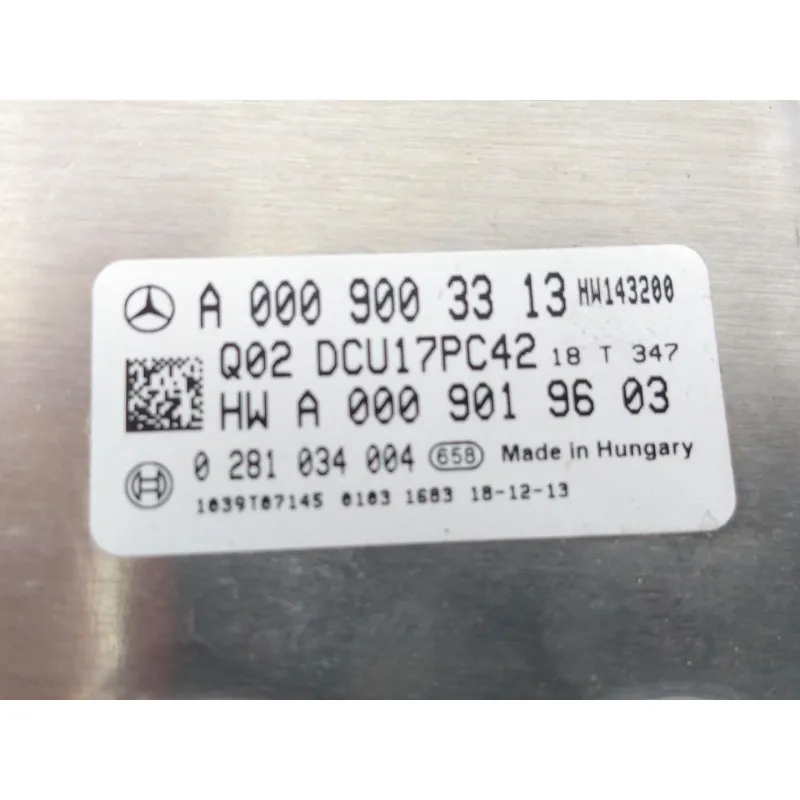 A 000 900 33 13 HW143200
Q02 DCU17PC42 18 T 347
HW A 000 901 96 03
0 281 034 004 658 Made in Hungary
1039T07145 0103 1683 18-12-13